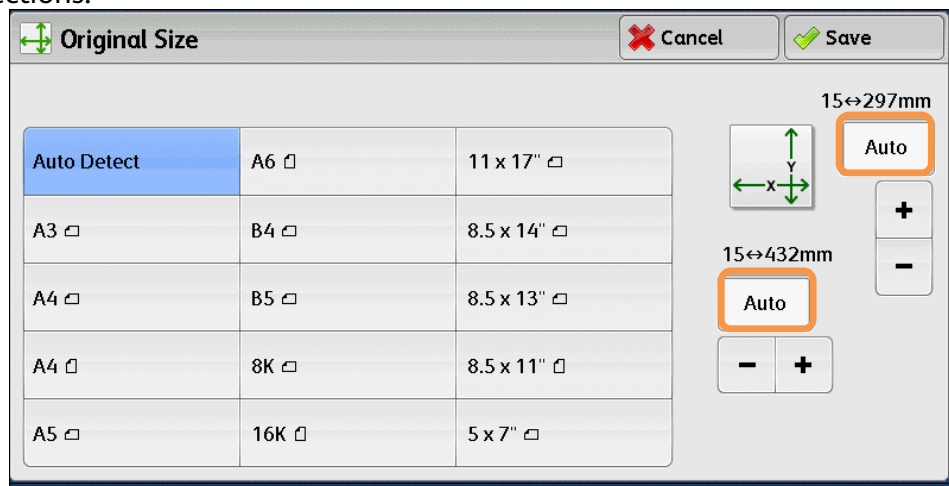 Original Size
Cancel
Save
15↔297mm
Auto Detect
A6
11 x 17"
Auto
Y
X
A3
B4
8.5 x 14"
+
15↔432mm
−
A4
B5
8.5 x 13"
Auto
A4
8K
8.5 x 11"
− +
A5
16K
5 x 7"